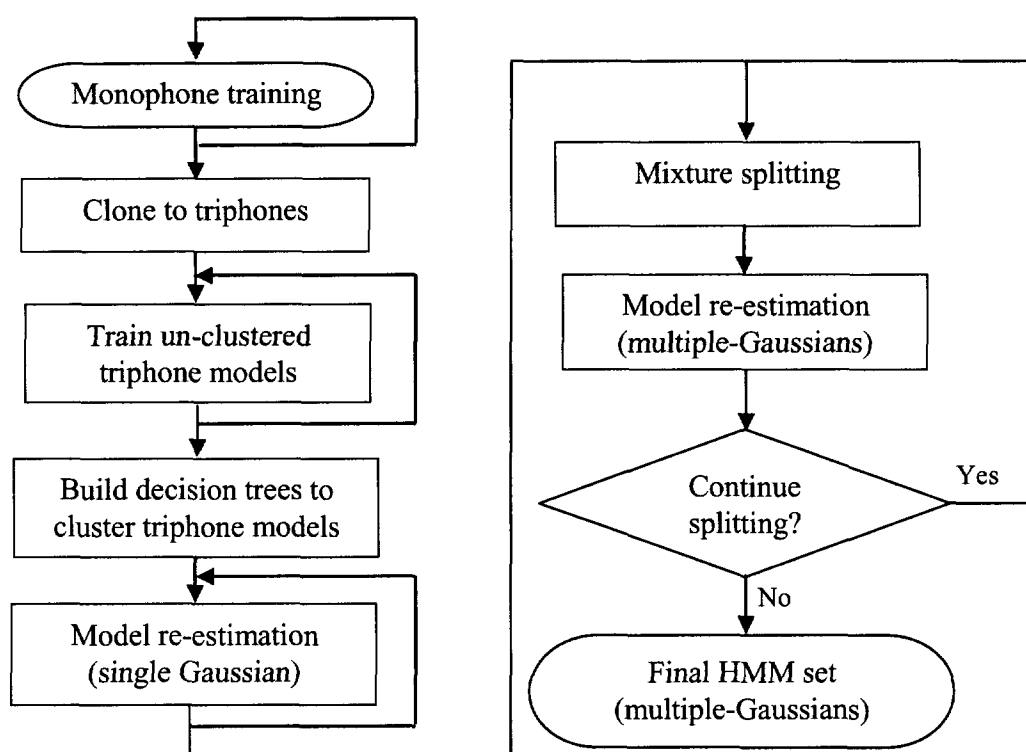 Monophone training
Clone to triphones
Train un-clustered
triphone models
Build decision trees to
cluster triphone models
Model re-estimation
(single Gaussian)
Mixture splitting
Model re-estimation
(multiple-Gaussians)
Continue
splitting?
Yes
No
Final HMM set
(multiple-Gaussians)